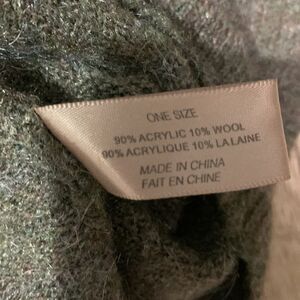 ONE SIZE
90% ACRYLIC 10% WOOL
90% ACRYLIQUE 10% LA LAINE
MADE IN CHINA
FAIT EN CHINE